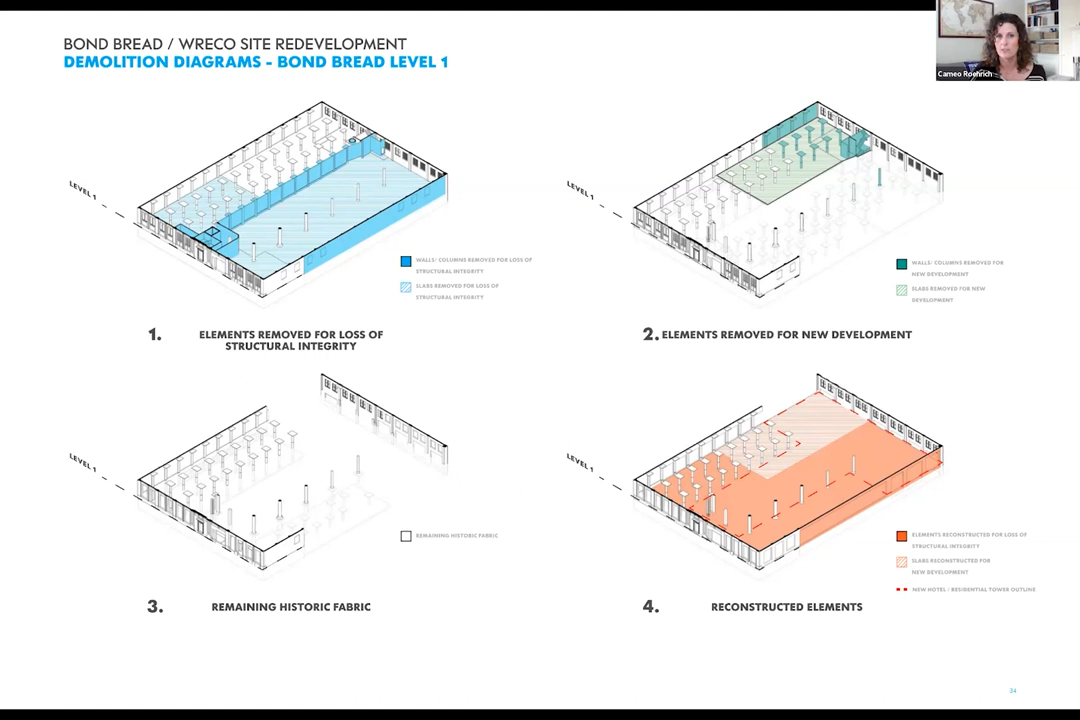 BOND BREAD / WRECO SITE REDEVELOPMENT
DEMOLITION DIAGRAMS - BOND BREAD LEVEL 1
Cameo Roehrich
LEVEL 1
WALLS/ COLUMNS REMOVED FOR LOSS OF
STRUCTURAL INTEGRITY
SLABS REMOVED FOR LOSS OF
STRUCTURAL INTEGRITY
1. ELEMENTS REMOVED FOR LOSS OF
STRUCTURAL INTEGRITY
LEVEL 1
WALLS/ COLUMNS REMOVED FOR
NEW DEVELOPMENT
SLABS REMOVED FOR NEW
DEVELOPMENT
2. ELEMENTS REMOVED FOR NEW DEVELOPMENT
LEVEL 1
REMAINING HISTORIC FABRIC
3. REMAINING HISTORIC FABRIC
LEVEL 1
ELEMENTS RECONSTRUCTED FOR LOSS OF
STRUCTURAL INTEGRITY
SLABS RECONSTRUCTED FOR
NEW DEVELOPMENT
NEW HOTEL / RESIDENTIAL TOWER OUTLINE
4. RECONSTRUCTED ELEMENTS
34